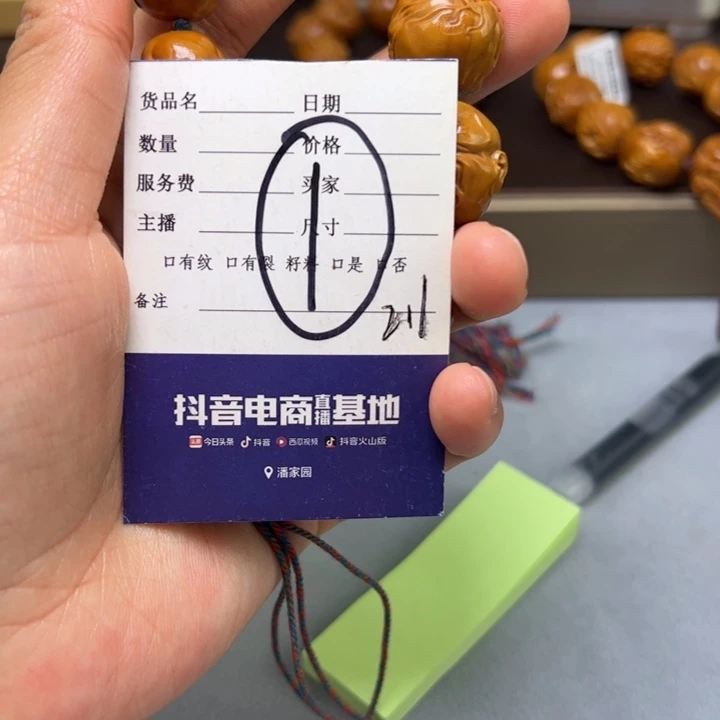 货品名 日期
数量 价格
服务费 买家
主播 尺寸
口有纹 口有裂 籽料 口是 口否
备注
1
211
抖音电商直播基地
今日头条 抖音 西瓜视频 抖音火山版
潘家园